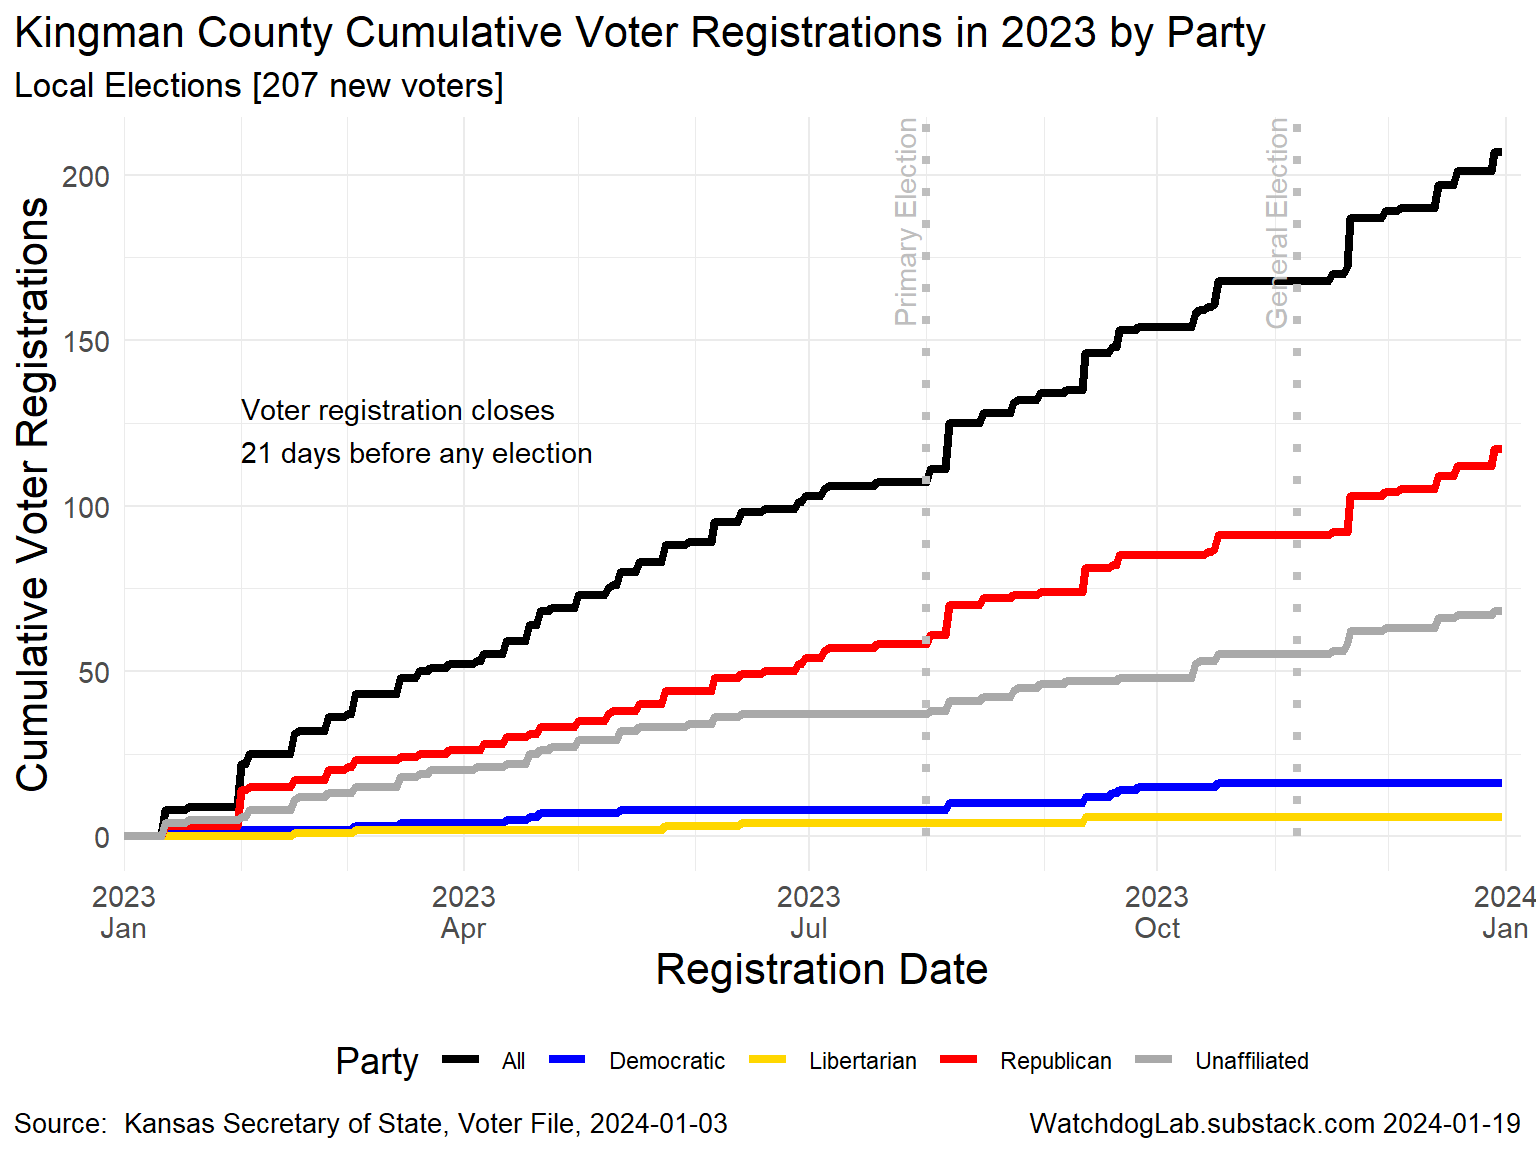 Kingman County Cumulative Voter Registrations in 2023 by Party
Local Elections [207 new voters]
Cumulative Voter Registrations
200
150
100
50
0
Primary Election
General Election
Voter registration closes
21 days before any election
2023
Jan
2023
Apr
2023
Jul
2023
Oct
2024
Jan
Registration Date
Party All Democratic Libertarian Republican Unaffiliated
Source: Kansas Secretary of State, Voter File, 2024-01-03
WatchdogLab.substack.com 2024-01-19